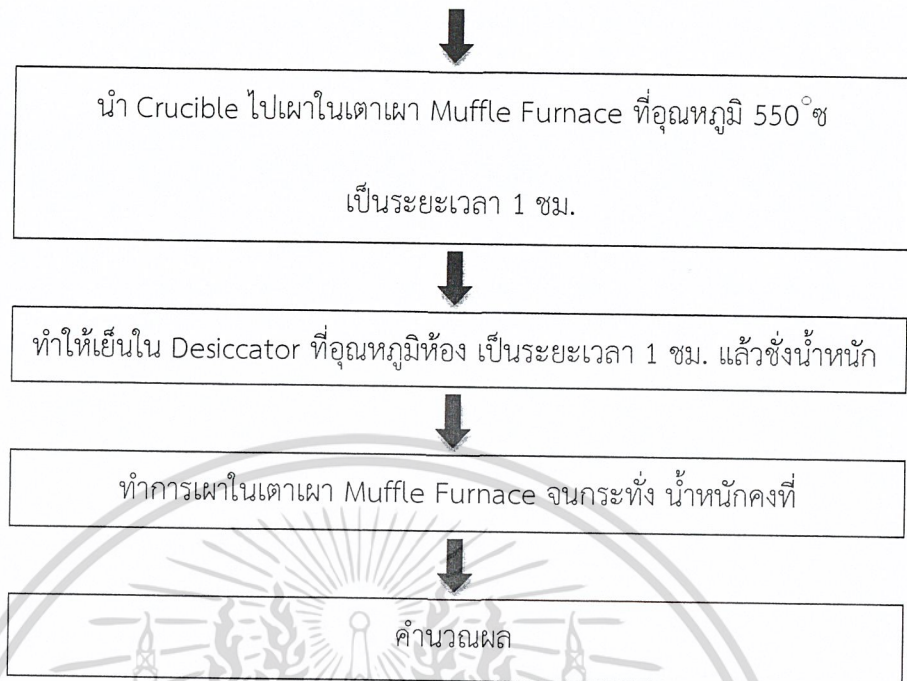 นำ Crucible ไปเผาในเตาเผา Muffle Furnace ที่อุณหภูมิ 550°ซ
เป็นระยะเวลา 1 ชม.
ทำให้เย็นใน Desiccator ที่อุณหภูมิห้อง เป็นระยะเวลา 1 ชม. แล้วชั่งน้ำหนัก
ทำการเผาในเตาเผา Muffle Furnace จนกระทั่ง น้ำหนักคงที่
คำนวณผล